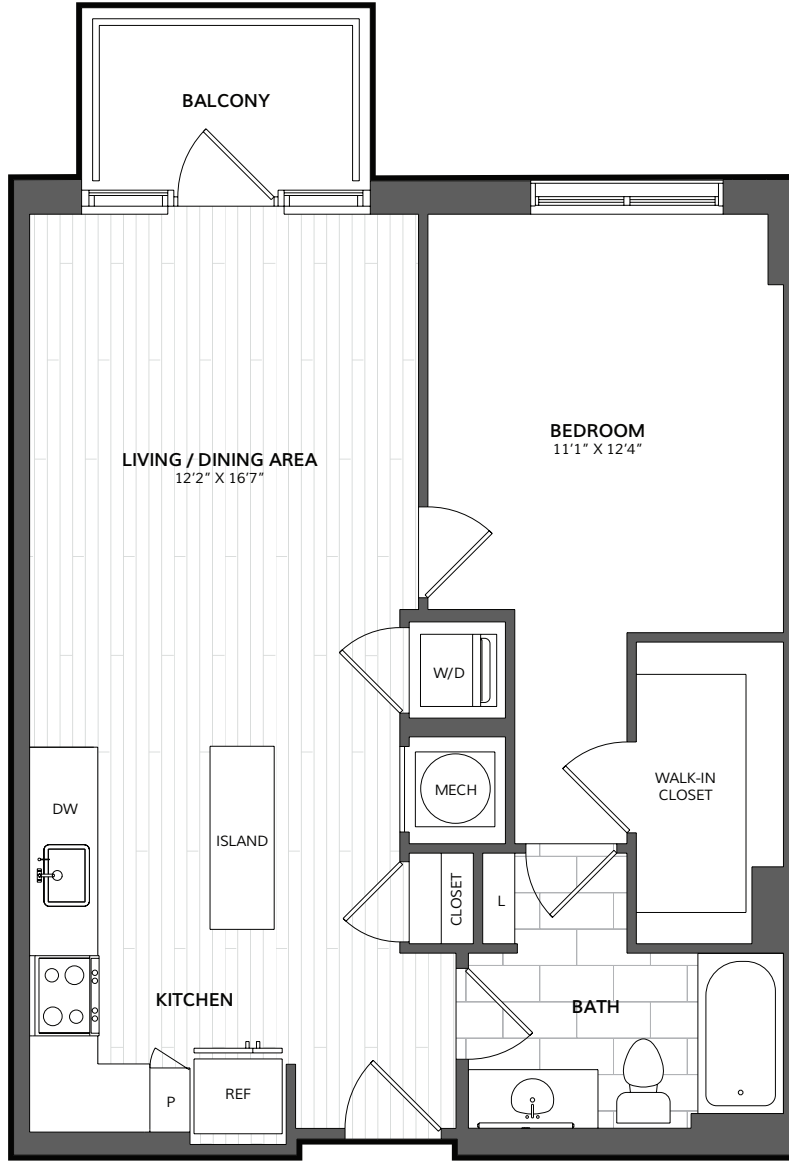 BALCONY
LIVING / DINING AREA
12'2" X 16'7"
BEDROOM
11'1" X 12'4"
W/D
MECH
WALK-IN
CLOSET
DW
ISLAND
CLOSET
L
KITCHEN
BATH
P
REF